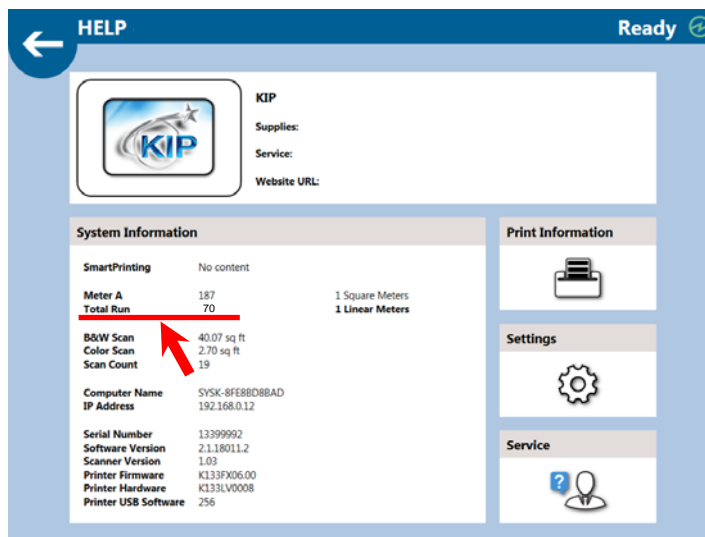 HELP
Ready
KIP
KIP
Supplies:
Service:
Website URL:
System Information
SmartPrinting No content
Meter A 187 1 Square Meters
Total Run 70 1 Linear Meters
B&W Scan 40.07 sq ft
Color Scan 2.70 sq ft
Scan Count 19
Computer Name SYSK-8FE8BD8BAD
IP Address 192.168.0.12
Serial Number 13399992
Software Version 2.1.18011.2
Scanner Version 1.03
Printer Firmware K133FX06.00
Printer Hardware K133LV0008
Printer USB Software 256
Print Information
Settings
Service
?